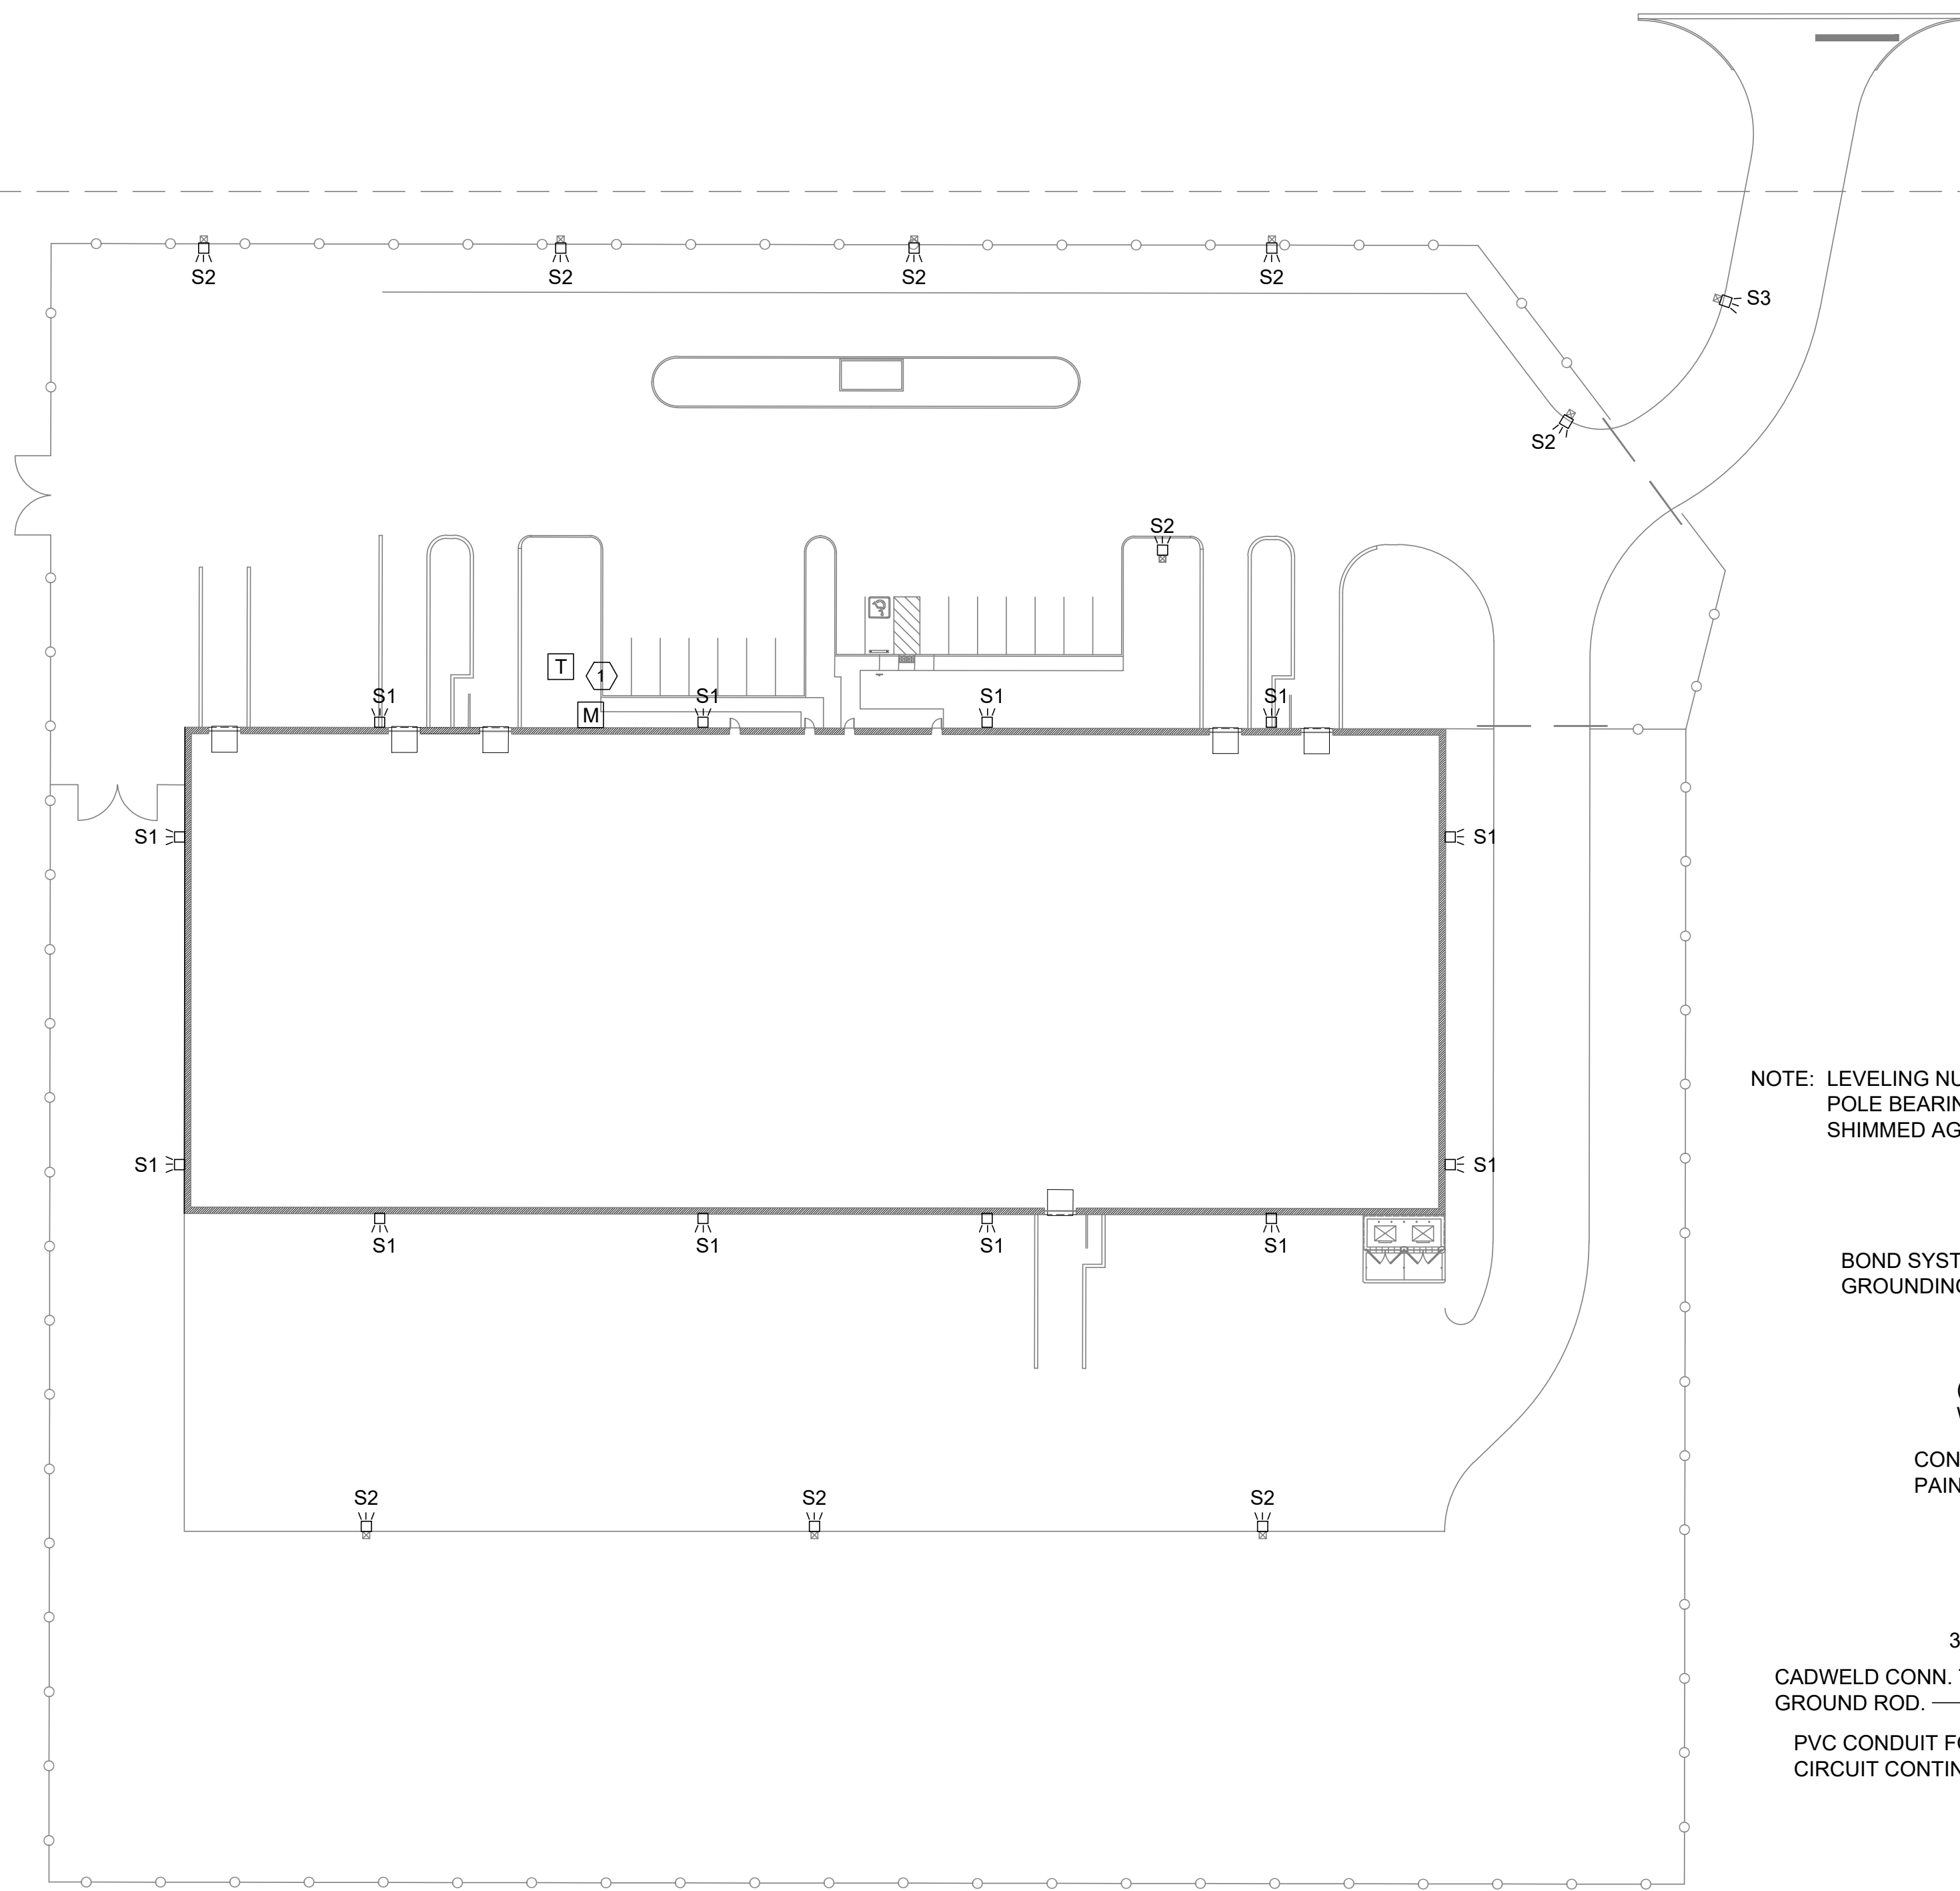 S2 S2 S2 S2
S3
S2
S2
T
1
S1 S1 S1 S1
M
S1 S1
NOTE: LEVELING NU
POLE BEARIN
SHIMMED AG
S1 S1
S1 S1 S1 S1
BOND SYST
GROUNDING
CON
PAIN
S2 S2 S2
3
CADWELD CONN.
GROUND ROD.
PVC CONDUIT FO
CIRCUIT CONTIN